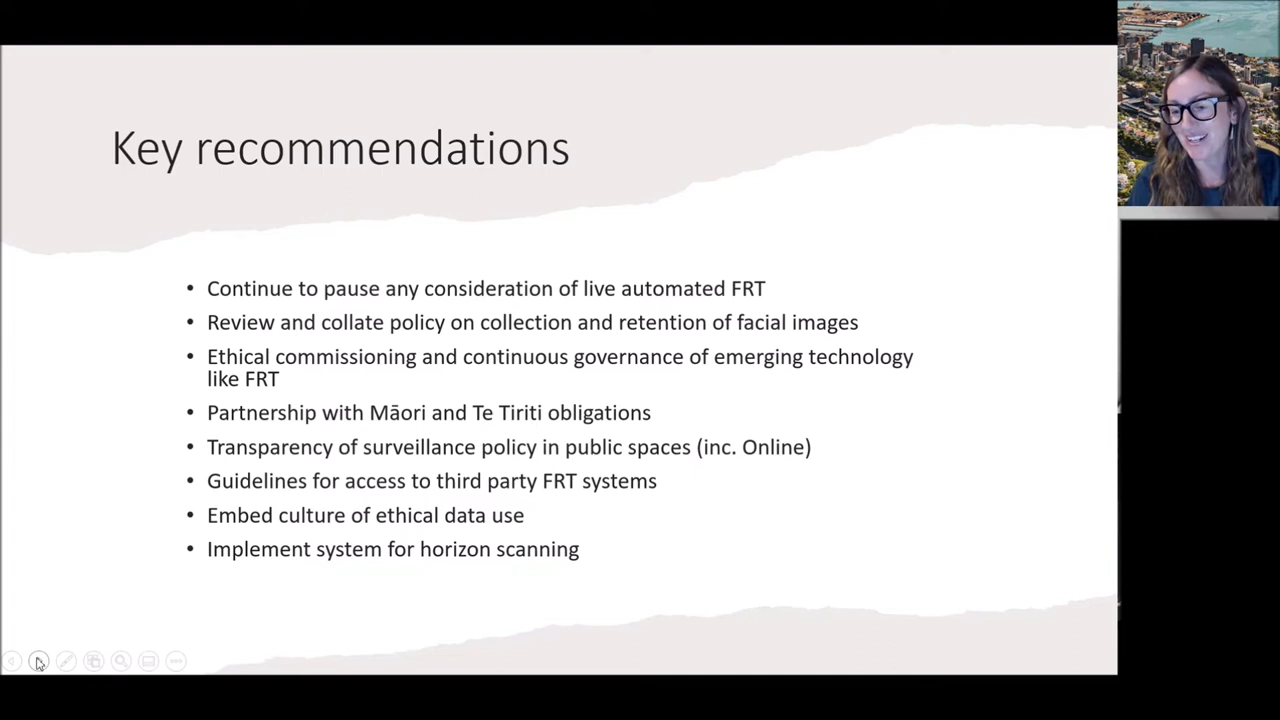 Key recommendations
• Continue to pause any consideration of live automated FRT
• Review and collate policy on collection and retention of facial images
• Ethical commissioning and continuous governance of emerging technology
like FRT
• Partnership with Māori and Te Tiriti obligations
• Transparency of surveillance policy in public spaces (inc. Online)
• Guidelines for access to third party FRT systems
• Embed culture of ethical data use
• Implement system for horizon scanning